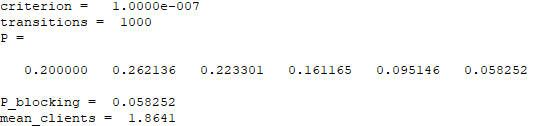 criterion = 1.0000e-007
transitions = 1000
P =
0.200000 0.262136 0.223301 0.161165 0.095146 0.058252
P_blocking = 0.058252
mean_clients = 1.8641